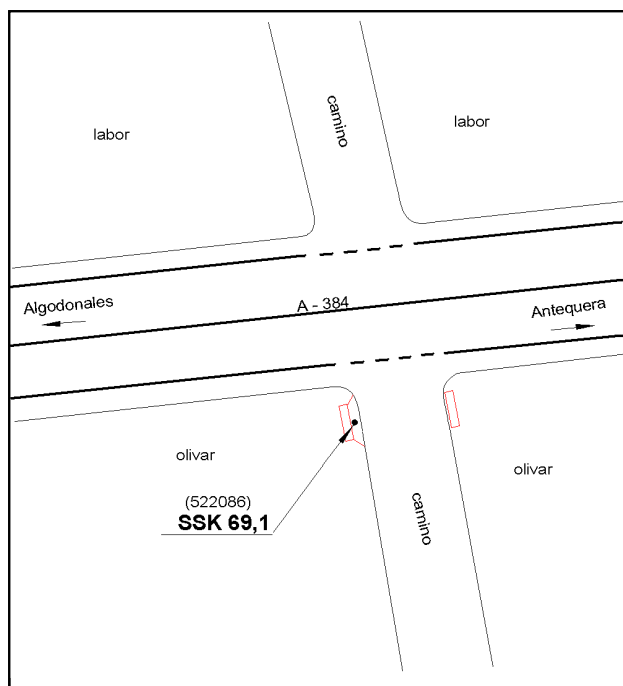 camino
labor
labor
Algodonales
A - 384
Antequera
olivar
olivar
(522086)
SSK 69,1
camino